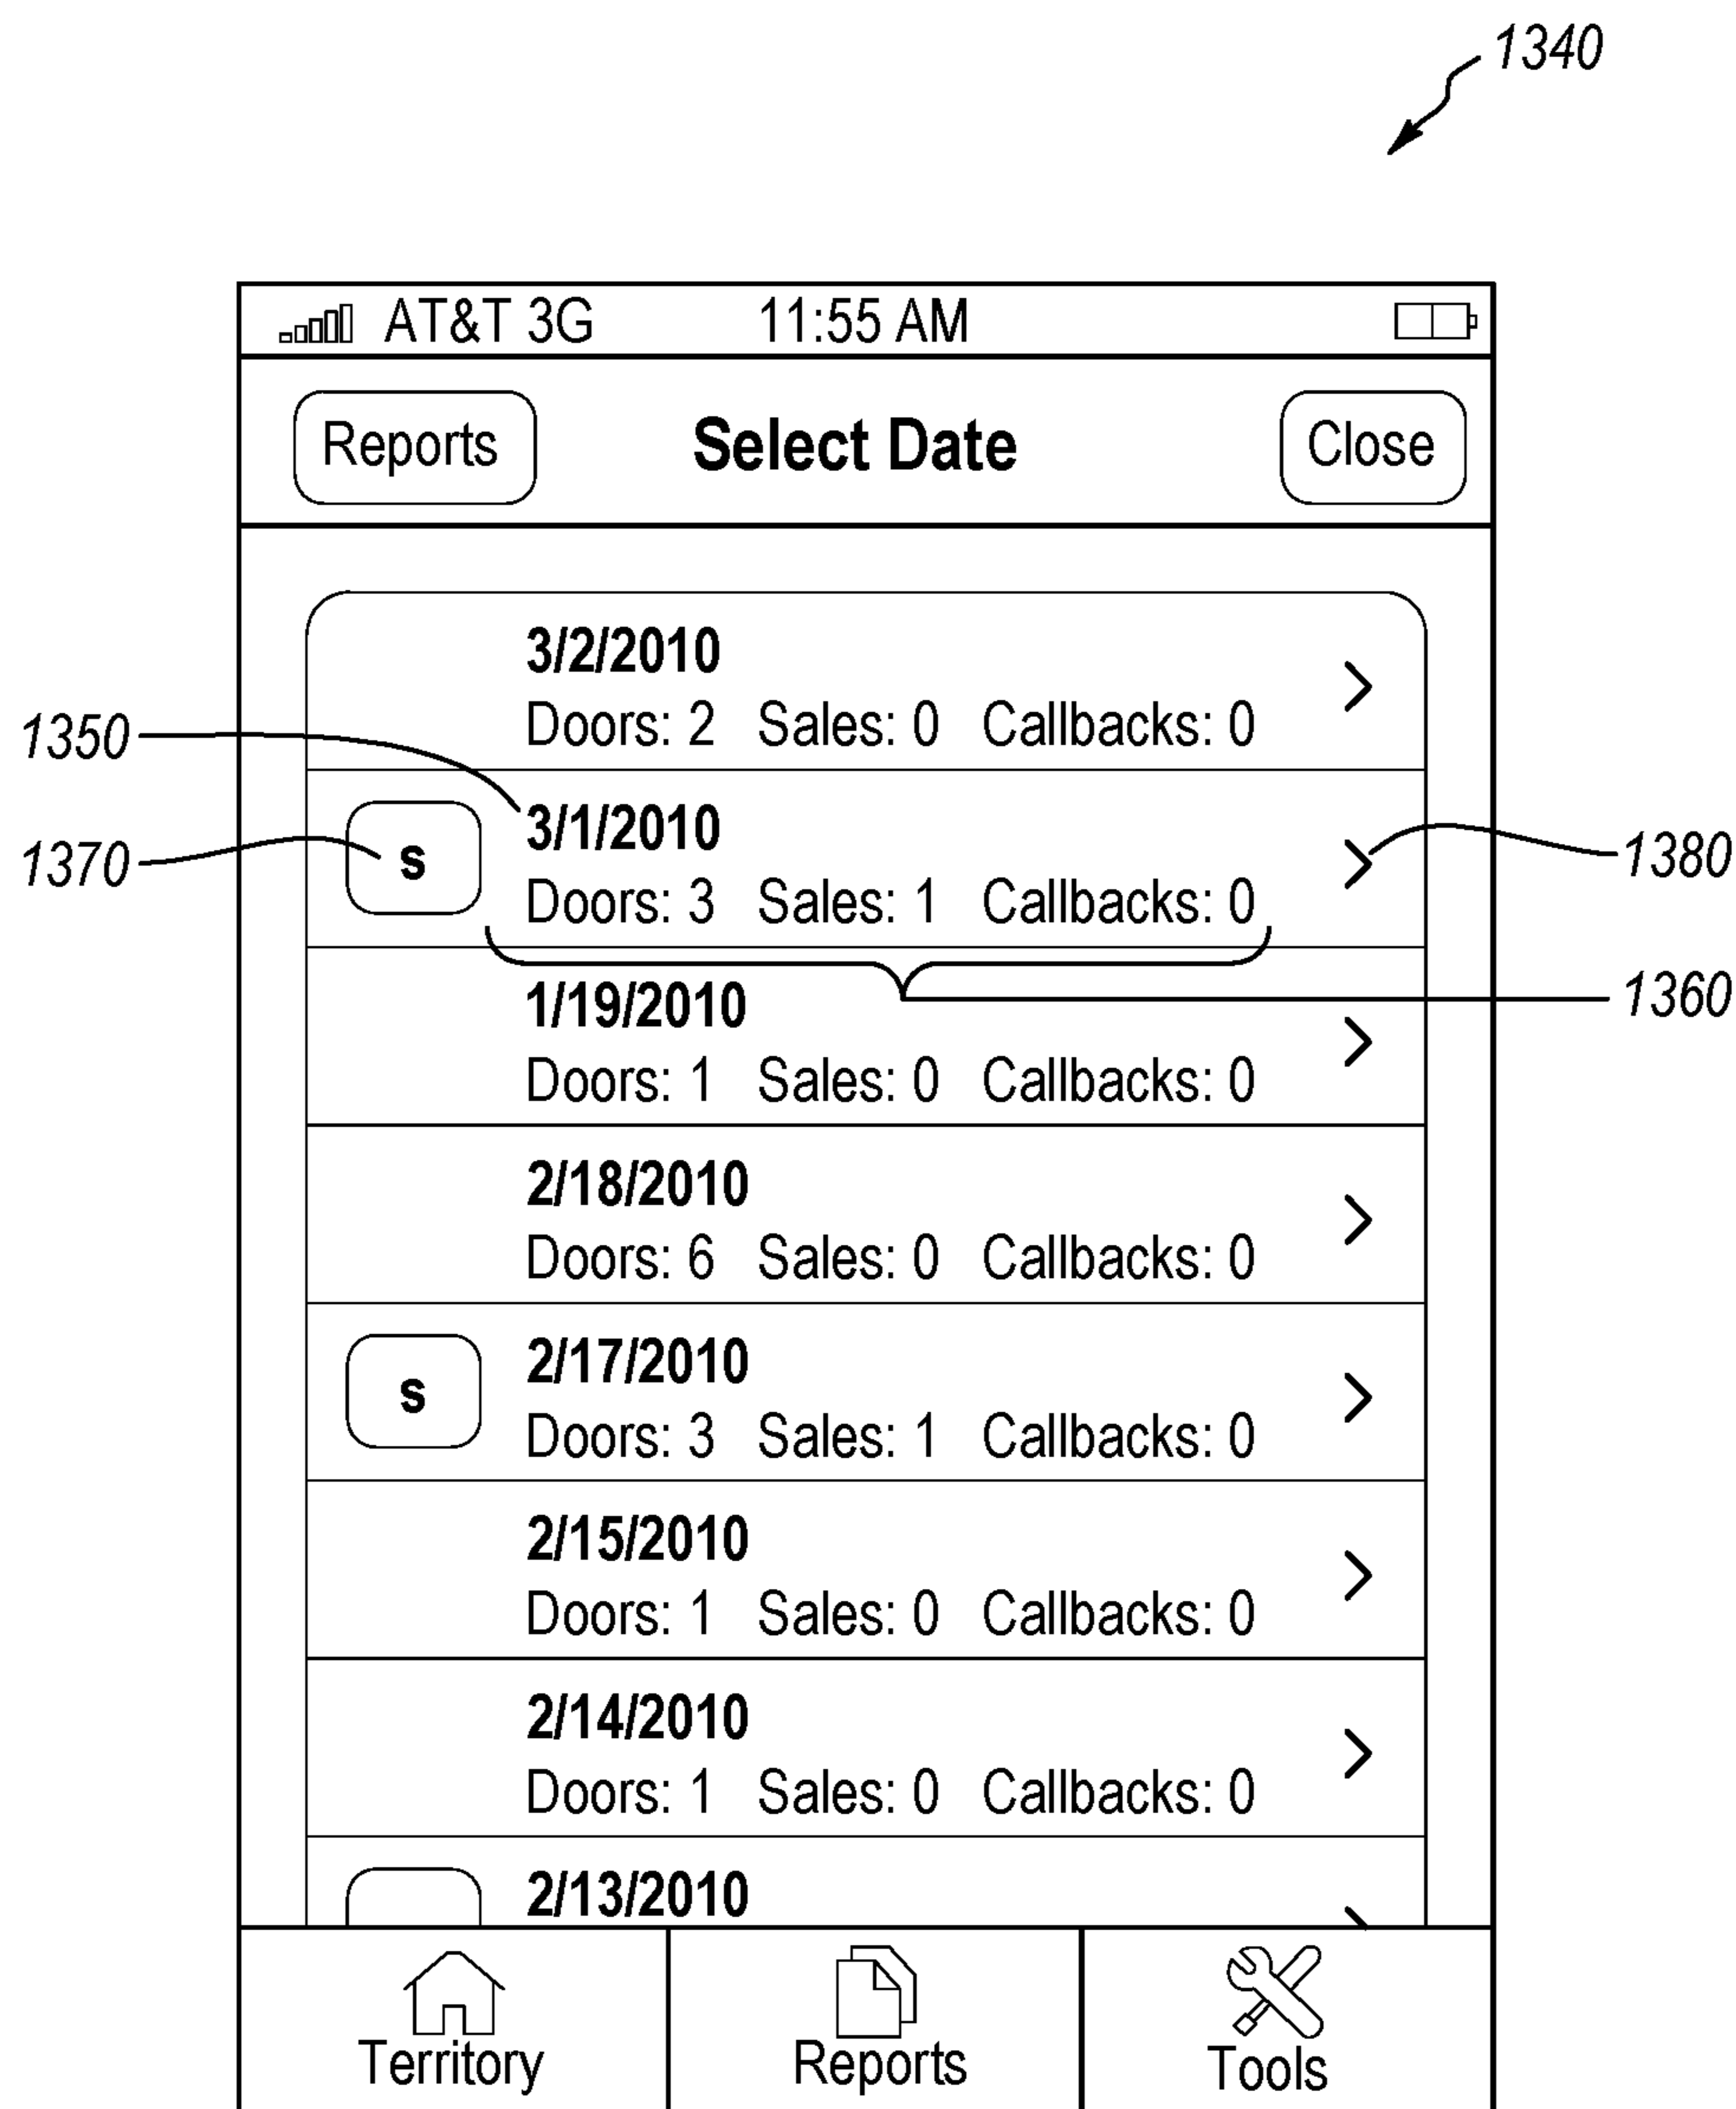 1340
AT&T 3G 11:55 AM
Reports Select Date Close
3/2/2010
Doors: 2 Sales: 0 Callbacks: 0
1350
3/1/2010
1370 s 1380
Doors: 3 Sales: 1 Callbacks: 0
1360
1/19/2010
Doors: 1 Sales: 0 Callbacks: 0
2/18/2010
Doors: 6 Sales: 0 Callbacks: 0
2/17/2010
s
Doors: 3 Sales: 1 Callbacks: 0
2/15/2010
Doors: 1 Sales: 0 Callbacks: 0
2/14/2010
Doors: 1 Sales: 0 Callbacks: 0
2/13/2010
Territory Reports Tools